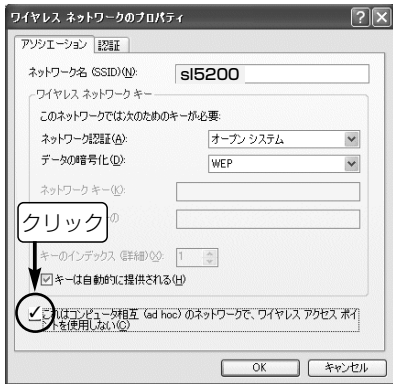 ワイヤレス ネットワークのプロパティ
アソシエーション 認証
ネットワーク名 (SSID)(N): sl5200
ワイヤレス ネットワーク キー
このネットワークでは次のためのキーが必要:
ネットワーク認証(A): オープン システム
データの暗号化(D): WEP
ネットワーク キー(K):
クリック の
キーのインデックス (詳細)(X): 1
キーは自動的に提供される(H)
これはコンピュータ相互 (ad hoc) のネットワークで、ワイヤレス アクセス ポイ
ントを使用しない(C)
OK キャンセル